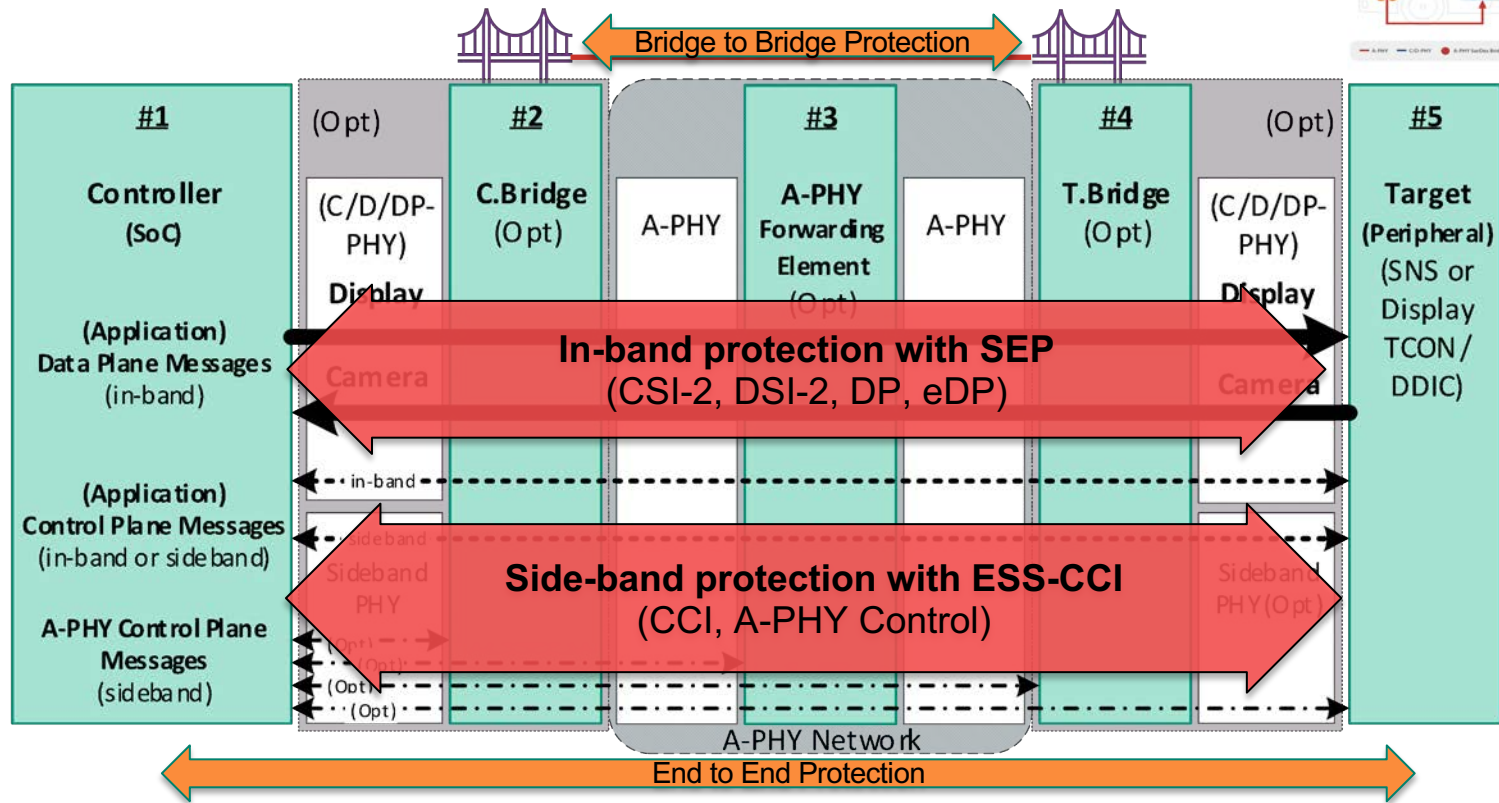 Bridge to Bridge Protection
#1
Controller
(SoC)
(Application)
Data Plane Messages
(in-band)
(Application)
Control Plane Messages
(in-band or sideband)
A-PHY Control Plane
Messages
(sideband)
(Opt)
(C/D/DP-
PHY)
Display
Camera
in-band
sideband
Sideband
PHY
(Opt)
(Opt)
(Opt)
(Opt)
#2
C.Bridge
(Opt)
A-PHY
#3
A-PHY
Forwarding
Element
(Opt)
A-PHY
#4
T.Bridge
(Opt)
(Opt)
(C/D/DP-
PHY)
Display
Camera
Sideband
PHY(Opt)
#5
Target
(Peripheral)
(SNS or
Display
TCON/
DDIC)
In-band protection with SEP
(CSI-2, DSI-2, DP, eDP)
Side-band protection with ESS-CCI
(CCI, A-PHY Control)
A-PHY Network
End to End Protection